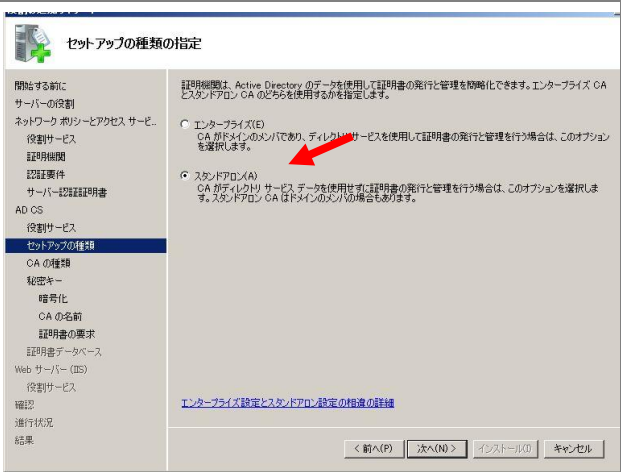 セットアップの種類の指定
開始する前に
サーバーの役割
ネットワーク ポリシーとアクセス サービ...
役割サービス
証明機関
認証要件
サーバー認証証明書
AD CS
役割サービス
セットアップの種類
CA の種類
秘密キー
暗号化
CA の名前
証明書の要求
証明書データベース
Web サーバー (IIS)
役割サービス
確認
進行状況
結果
証明機関は、Active Directory のデータを使用して証明書の発行と管理を簡略化できます。エンタープライズ CA
とスタンドアロン CA のどちらを使用するかを指定します。
エンタープライズ(E)
CA がドメインのメンバであり、ディレクトリ サービスを使用して証明書の発行と管理を行う場合は、このオプション
を選択します。
スタンドアロン(A)
CA がディレクトリ サービス データを使用せずに証明書の発行と管理を行う場合は、このオプションを選択しま
す。スタンドアロン CA はドメインのメンバの場合もあります。
エンタープライズ設定とスタンドアロン設定の相違の詳細
< 前へ(P)
次へ(N) >
インストール(I)
キャンセル